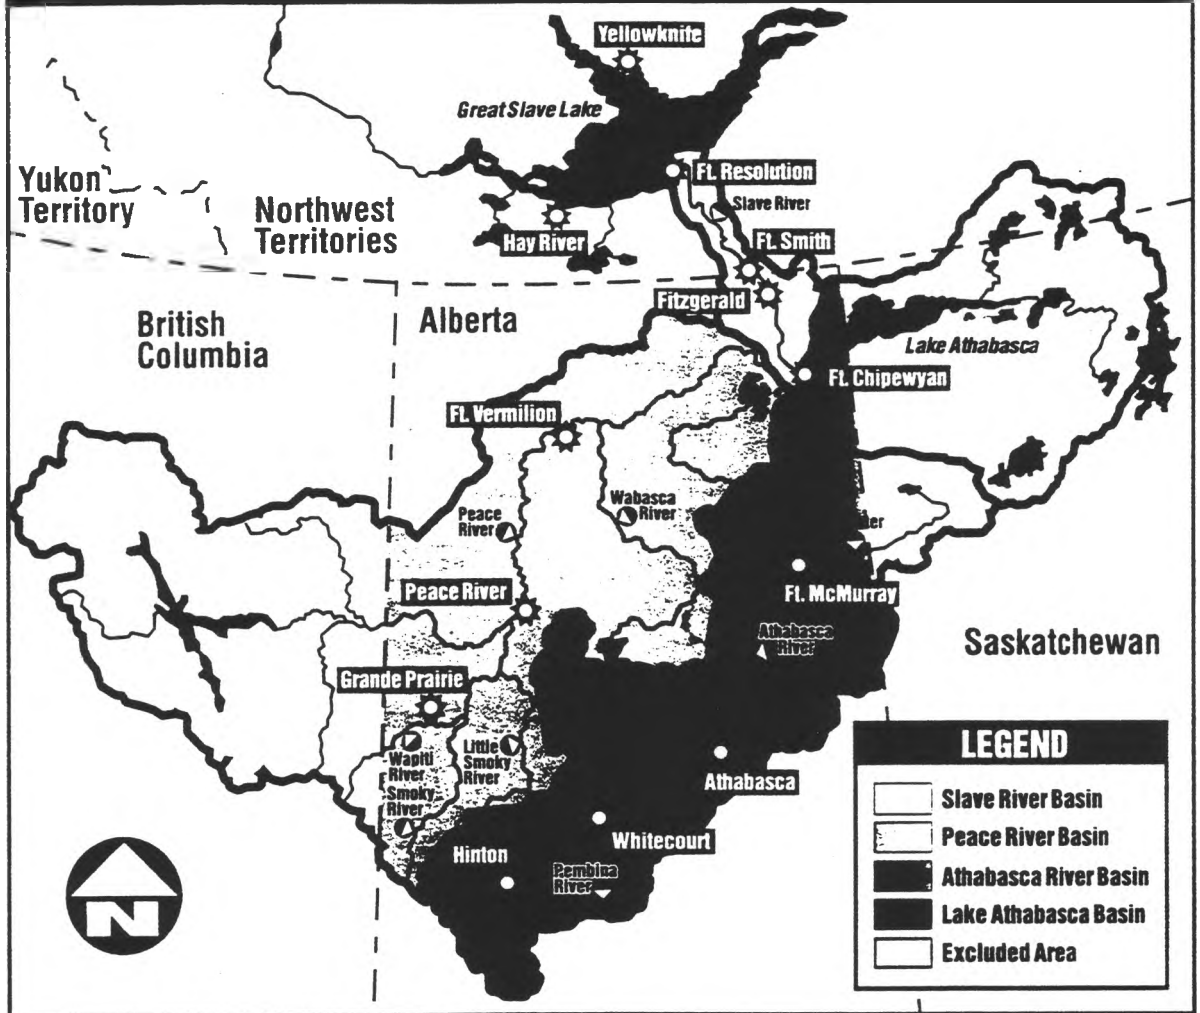 Yellowknife
Great Slave Lake
Ft. Resolution
Yukon
Territory
Northwest
Territories
Slave River
Hay River
Ft. Smith
Fitzgerald
British
Columbia
Alberta
Lake Athabasca
Ft. Chipewyan
Ft. Vermilion
Peace
River
Wabasca
River
Peace River
Ft. McMurray
Athabasca
River
Saskatchewan
Grande Prairie
Wapiti
River
Little
Smoky
River
Smoky
River
Athabasca
Whitecourt
Hinton
Pembina
River
N
LEGEND
Slave River Basin
Peace River Basin
Athabasca River Basin
Lake Athabasca Basin
Excluded Area